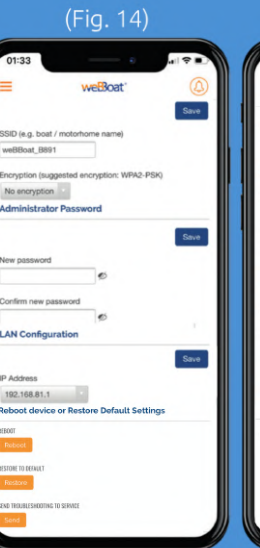 (Fig. 14)
01:33
weBBoat
Save
SSID (e.g. boat / motorhome name)
weBBoat_B891
Encryption (suggested encryption: WPA2-PSK)
No encryption
Administrator Password
Save
New password
Confirm new password
LAN Configuration
Save
IP Address
192.168.81.1
Reboot device or Restore Default Settings
REBOOT
Reboot
RESTORE TO DEFAULT
Restore
SEND TROUBLESHOOTING TO SERVICE
Send